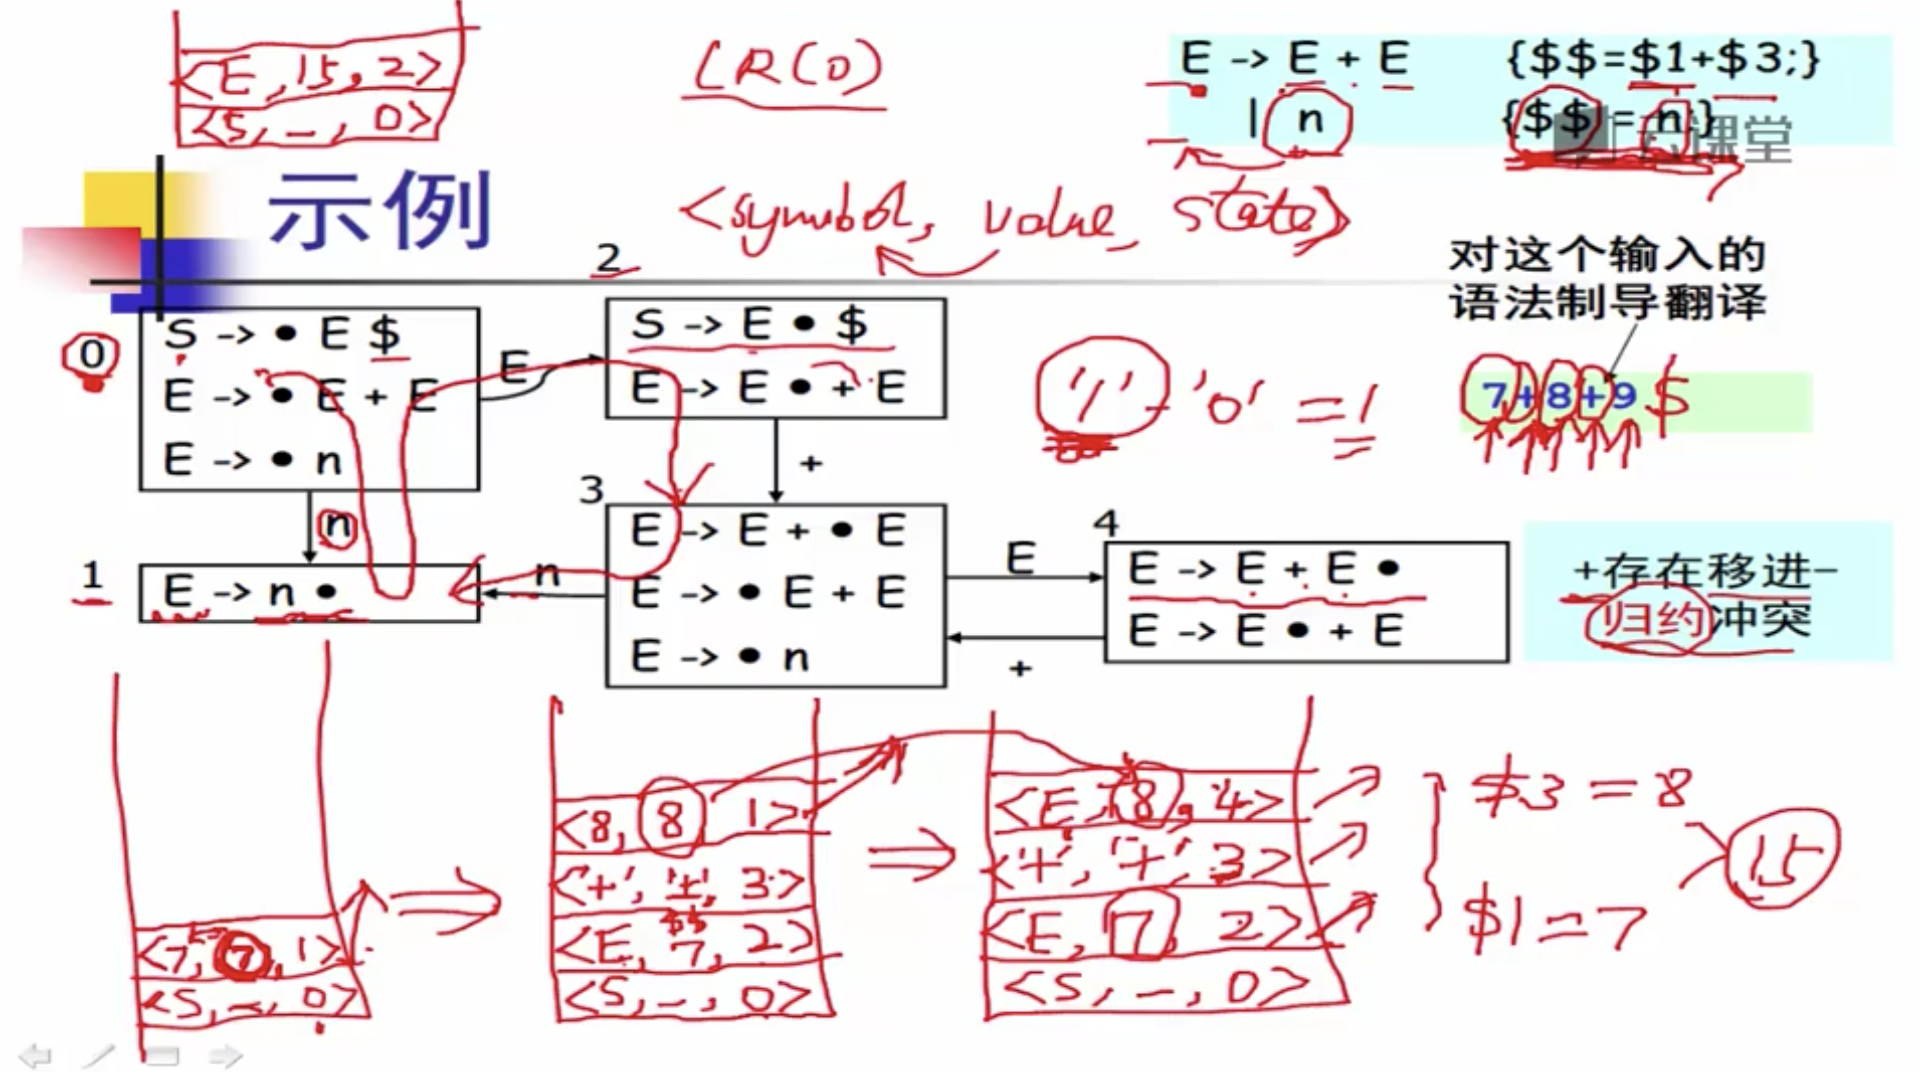 <E, 15, 2>
<S, -, 0>
LR(0)
E -> E + E {$$=$1+$3;}
| n {$$ = n;}
云课堂
示例
<symbol, value, state>
对这个输入的
语法制导翻译
7+8+9 $
'1' - '0' = 1
0
S -> • E $
E -> • E + E
E -> • n
E
2
S -> E • $
E -> E • + E
n
+
1
E -> n •
n
3
E -> E + • E
E -> • E + E
E -> • n
E
+
4
E -> E + E •
E -> E • + E
+存在移进-
归约冲突
<7, 7, 1>
<S, -, 0>
<8, 8, 1>
<'+', '+', 3>
$$
<E, 7, 2>
<S, -, 0>
<E, 8, 4>
<'+', '+', 3>
<E, 7, 2>
<S, -, 0>
$3 = 8
15
$1 = 7